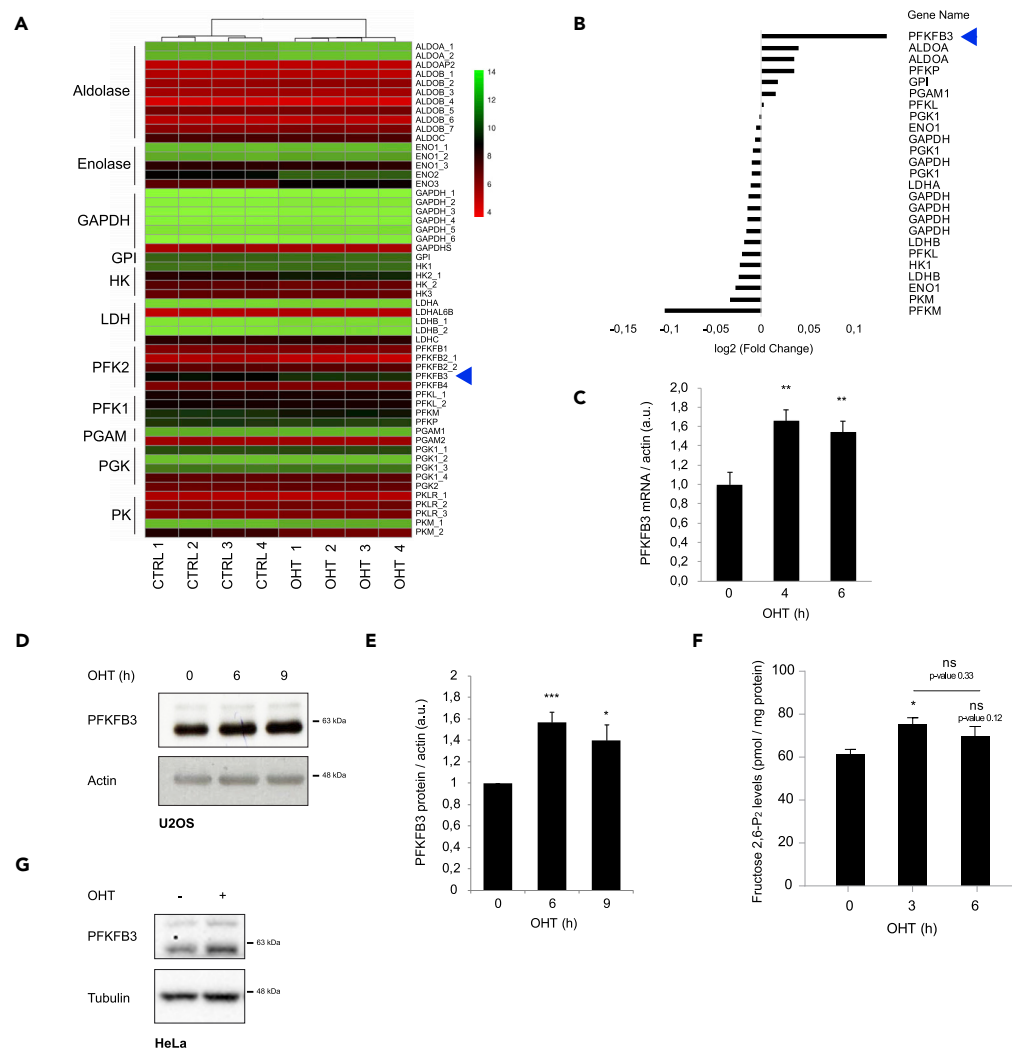 A
Aldolase
Enolase
GAPDH
GPI
HK
LDH
PFK2
PFK1
PGAM
PGK
PK
ALDOA_1
ALDOA_2
ALDOAP2
ALDOB_1
ALDOB_2
ALDOB_3
ALDOB_4
ALDOB_5
ALDOB_6
ALDOB_7
ALDOC
ENO1_1
ENO1_2
ENO1_3
ENO2
ENO3
GAPDH_1
GAPDH_2
GAPDH_3
GAPDH_4
GAPDH_5
GAPDH_6
GAPDHS
GPI
HK1
HK2_1
HK_2
HK3
LDHA
LDHAL6B
LDHB_1
LDHB_2
LDHC
PFKFB1
PFKFB2_1
PFKFB2_2
PFKFB3
PFKFB4
PFKL_1
PFKL_2
PFKM
PFKP
PGAM1
PGAM2
PGK1_1
PGK1_2
PGK1_3
PGK1_4
PGK2
PKLR_1
PKLR_2
PKLR_3
PKM_1
PKM_2
CTRL 1
CTRL 2
CTRL 3
CTRL 4
OHT 1
OHT 2
OHT 3
OHT 4
14
12
10
8
6
4
B
Gene Name
PFKFB3
ALDOA
ALDOA
PFKP
GPI
PGAM1
PFKL
PGK1
ENO1
GAPDH
PGK1
GAPDH
PGK1
LDHA
GAPDH
GAPDH
GAPDH
GAPDH
LDHB
PFKL
HK1
LDHB
ENO1
PKM
PFKM
-0,15 -0,1 -0,05 0 0,05 0,1
log2 (Fold Change)
C
PFKFB3 mRNA / actin (a.u.)
2,0
1,8
1,6
1,4
1,2
1,0
0,8
0,6
0,4
0,2
0,0
** **
0 4 6
OHT (h)
D
OHT (h) 0 6 9
PFKFB3
63 kDa
Actin
48 kDa
U2OS
E
PFKFB3 protein / actin (a.u.)
2
1,8
1,6
1,4
1,2
1
0,8
0,6
0,4
0,2
0
*** *
0 6 9
OHT (h)
F
Fructose 2,6-P2 levels (pmol / mg protein)
100
80
60
40
20
0
ns
p-value 0.33
*
ns
p-value 0.12
0 3 6
OHT (h)
G
OHT - +
PFKFB3
63 kDa
Tubulin
48 kDa
HeLa